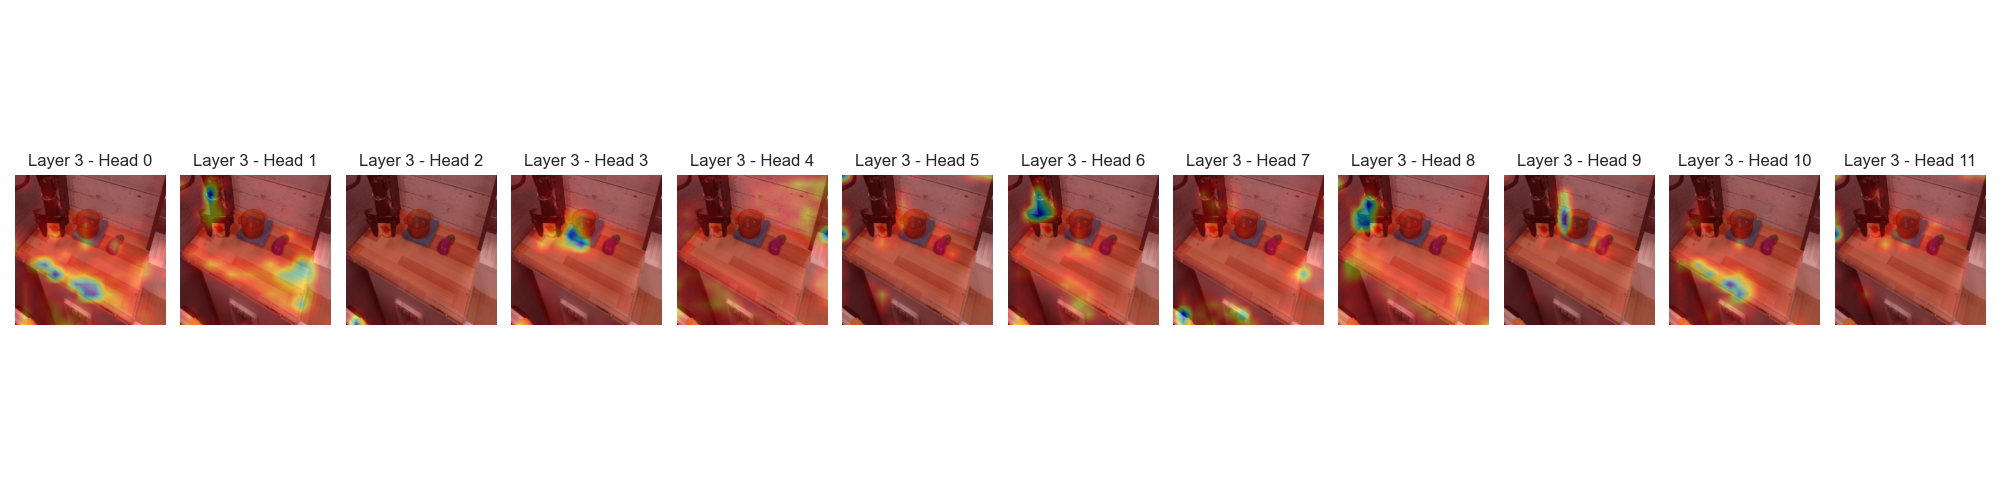 Layer 3 - Head 0
Layer 3 - Head 1
Layer 3 - Head 2
Layer 3 - Head 3
Layer 3 - Head 4
Layer 3 - Head 5
Layer 3 - Head 6
Layer 3 - Head 7
Layer 3 - Head 8
Layer 3 - Head 9
Layer 3 - Head 10
Layer 3 - Head 11